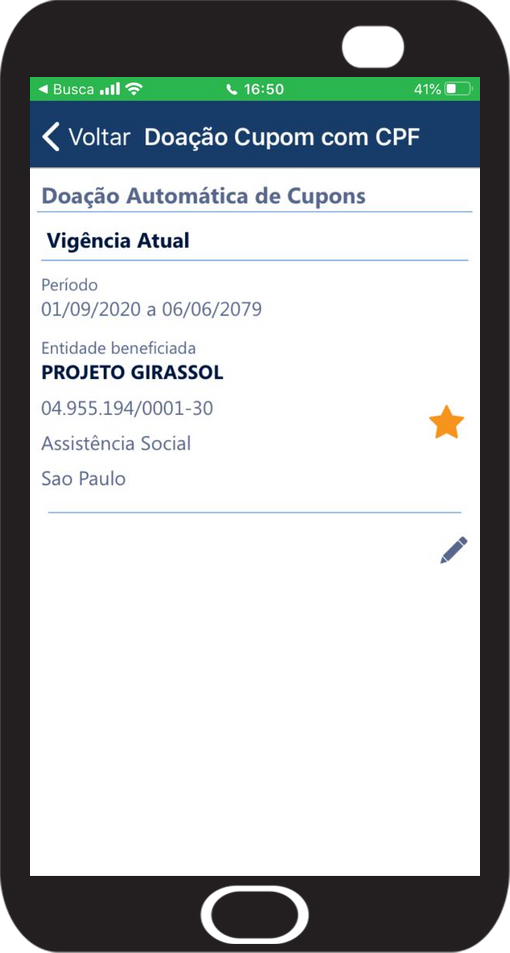 Busca 16:50 41%
Voltar Doação Cupom com CPF
Doação Automática de Cupons
Vigência Atual
Período
01/09/2020 a 06/06/2079
Entidade beneficiada
PROJETO GIRASSOL
04.955.194/0001-30
Assistência Social
Sao Paulo